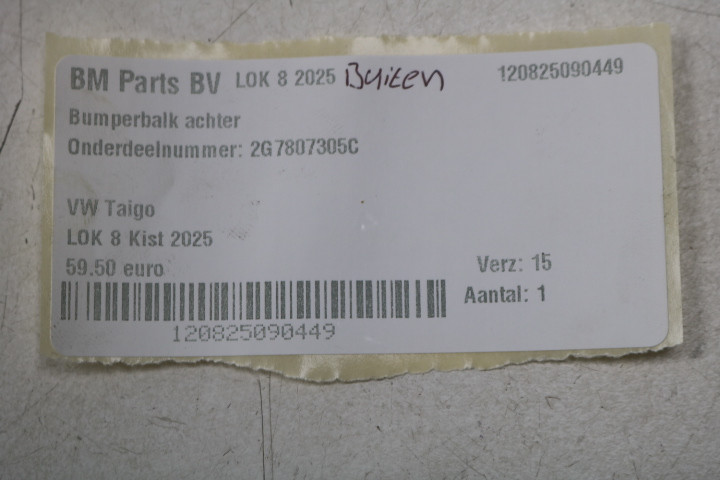 BM Parts BV LOK 8 2025 Buiten 120825090449
Bumperbalk achter
Onderdeelnummer: 2G7807305C
VW Taigo
LOK 8 Kist 2025
59.50 euro Verz: 15
Aantal: 1
120825090449